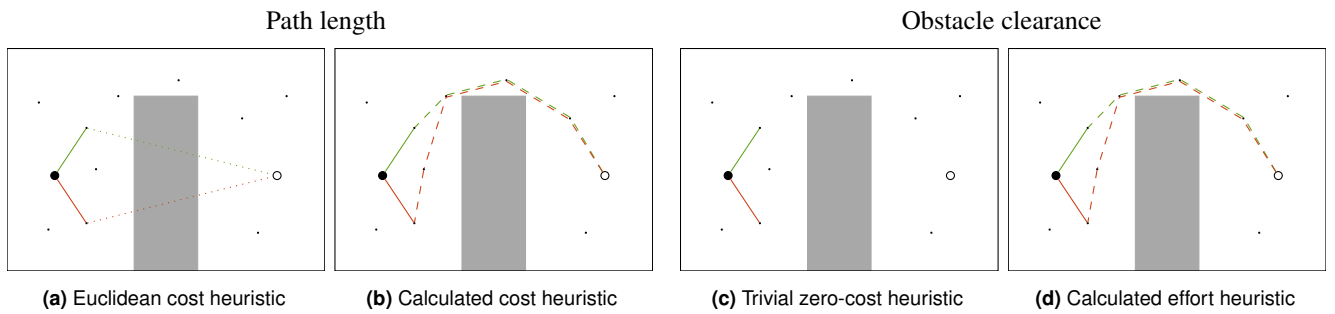 Path length
Obstacle clearance
(a) Euclidean cost heuristic
(b) Calculated cost heuristic
(c) Trivial zero-cost heuristic
(d) Calculated effort heuristic